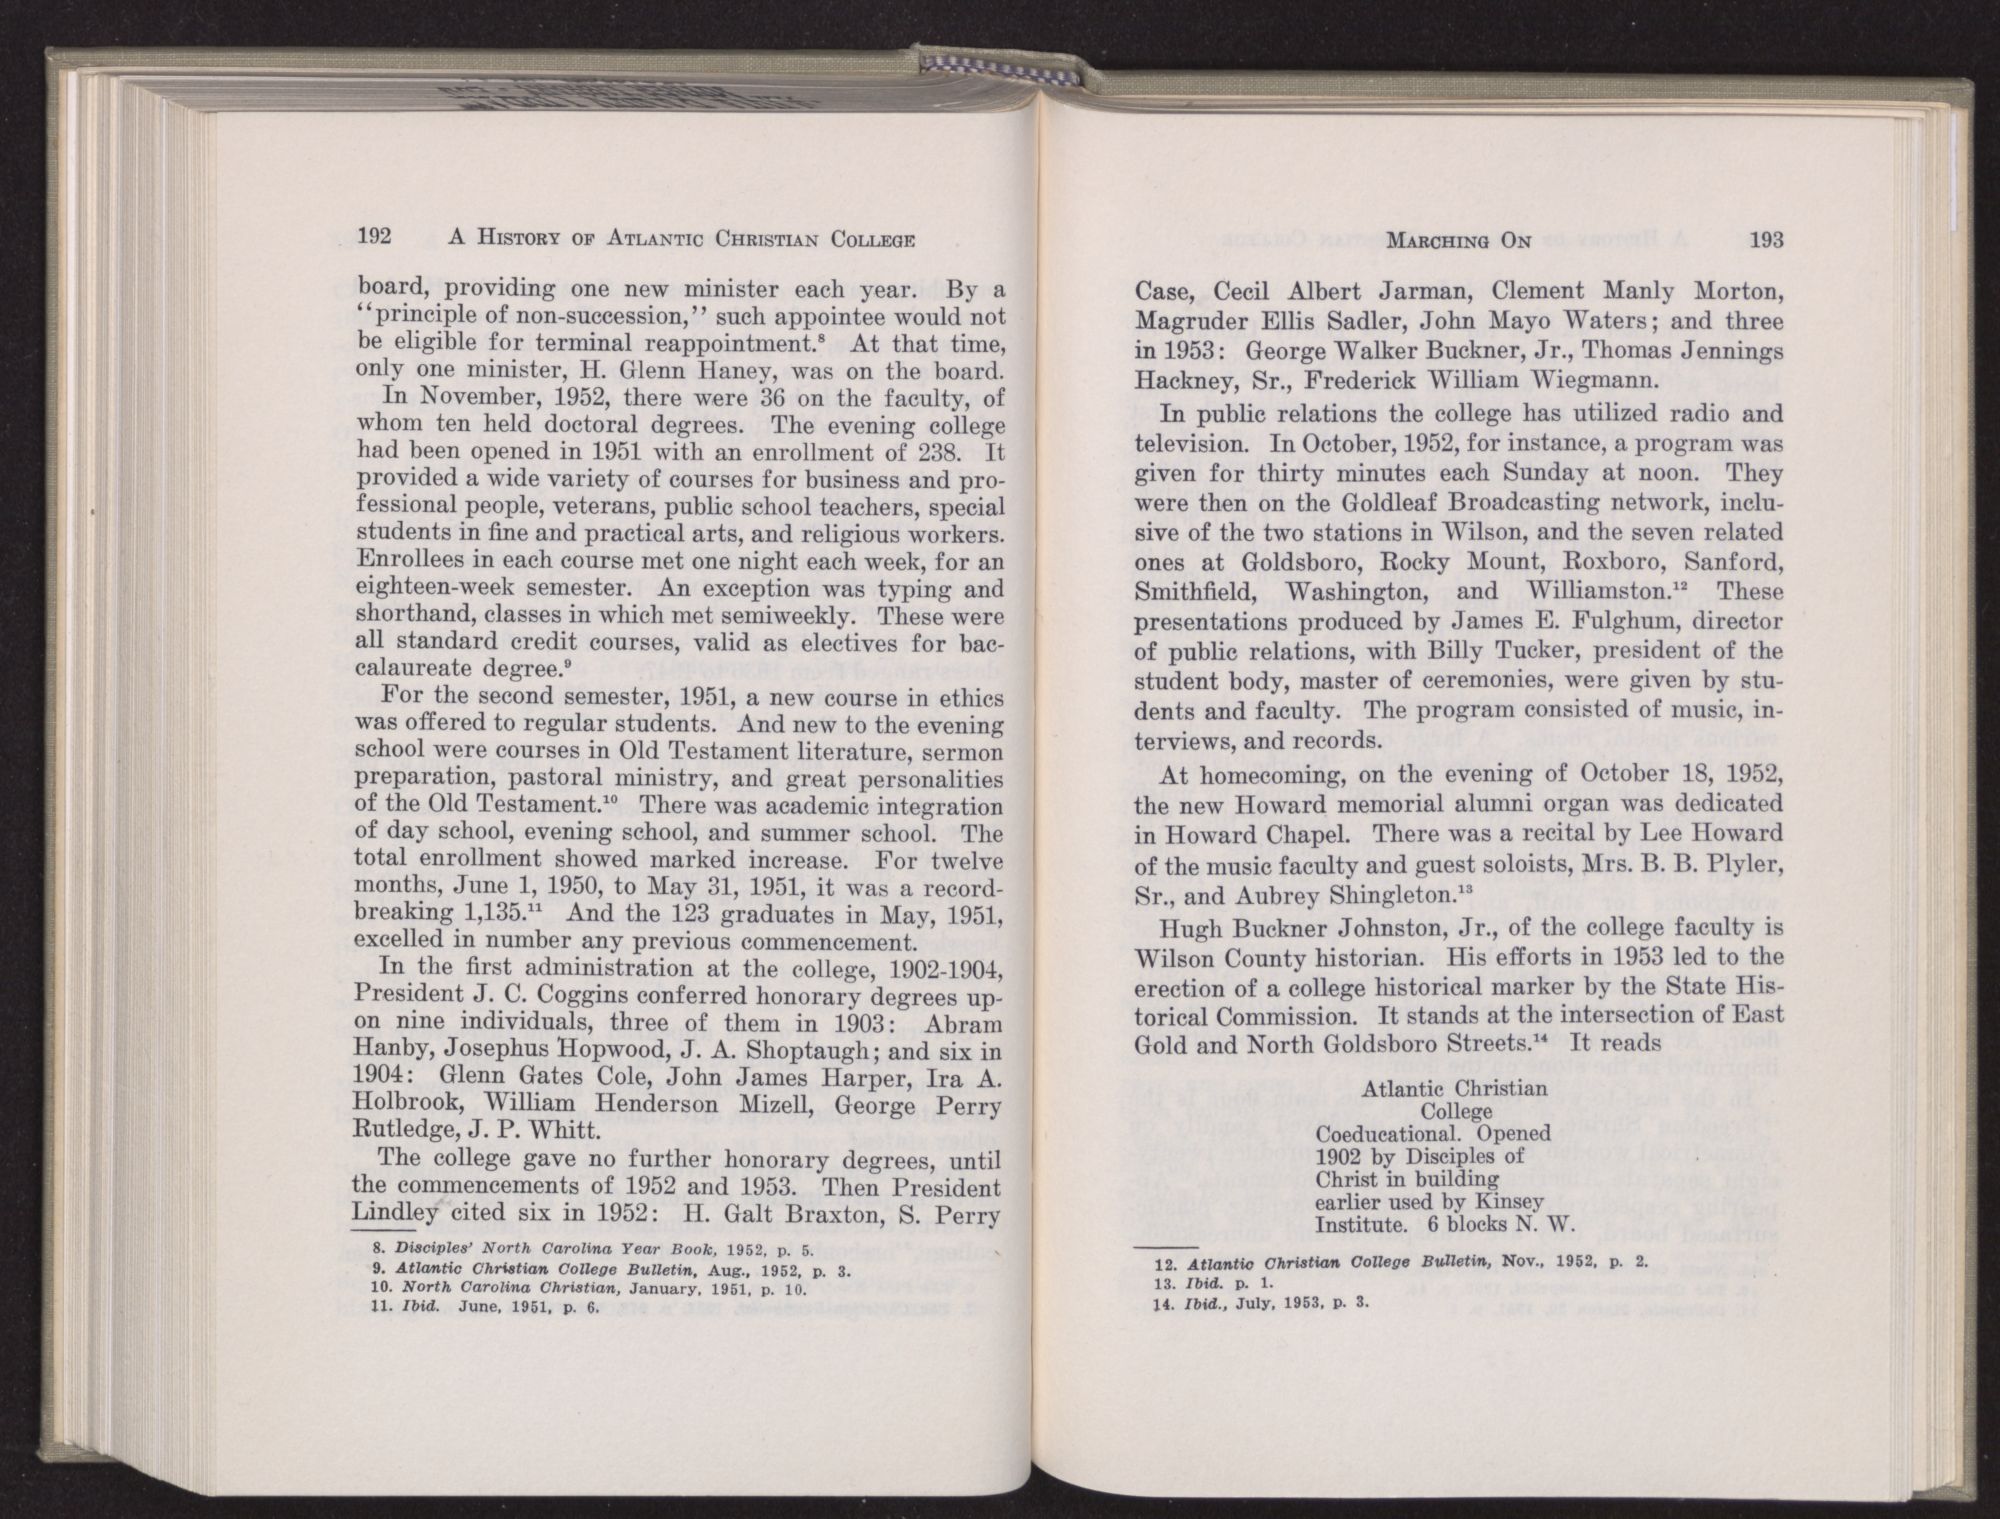 192 A HISTORY OF ATLANTIC CHRISTIAN COLLEGE
board, providing one new minister each year. By a
“principle of non-succession,” such appointee would not
be eligible for terminal reappointment.⁸ At that time,
only one minister, H. Glenn Haney, was on the board.
In November, 1952, there were 36 on the faculty, of
whom ten held doctoral degrees. The evening college
had been opened in 1951 with an enrollment of 238. It
provided a wide variety of courses for business and pro-
fessional people, veterans, public school teachers, special
students in fine and practical arts, and religious workers.
Enrollees in each course met one night each week, for an
eighteen-week semester. An exception was typing and
shorthand, classes in which met semiweekly. These were
all standard credit courses, valid as electives for bac-
calaureate degree.⁹
For the second semester, 1951, a new course in ethics
was offered to regular students. And new to the evening
school were courses in Old Testament literature, sermon
preparation, pastoral ministry, and great personalities
of the Old Testament.¹⁰ There was academic integration
of day school, evening school, and summer school. The
total enrollment showed marked increase. For twelve
months, June 1, 1950, to May 31, 1951, it was a record-
breaking 1,135.¹¹ And the 123 graduates in May, 1951,
excelled in number any previous commencement.
In the first administration at the college, 1902-1904,
President J. C. Coggins conferred honorary degrees up-
on nine individuals, three of them in 1903: Abram
Hanby, Josephus Hopwood, J. A. Shoptaugh; and six in
1904: Glenn Gates Cole, John James Harper, Ira A.
Holbrook, William Henderson Mizell, George Perry
Rutledge, J. P. Whitt.
The college gave no further honorary degrees, until
the commencements of 1952 and 1953. Then President
Lindley cited six in 1952: H. Galt Braxton, S. Perry
8. Disciples’ North Carolina Year Book, 1952, p. 5.
9. Atlantic Christian College Bulletin, Aug., 1952, p. 3.
10. North Carolina Christian, January, 1951, p. 10.
11. Ibid. June, 1951, p. 6.
MARCHING ON 193
Case, Cecil Albert Jarman, Clement Manly Morton,
Magruder Ellis Sadler, John Mayo Waters; and three
in 1953: George Walker Buckner, Jr., Thomas Jennings
Hackney, Sr., Frederick William Wiegmann.
In public relations the college has utilized radio and
television. In October, 1952, for instance, a program was
given for thirty minutes each Sunday at noon. They
were then on the Goldleaf Broadcasting network, inclu-
sive of the two stations in Wilson, and the seven related
ones at Goldsboro, Rocky Mount, Roxboro, Sanford,
Smithfield, Washington, and Williamston.¹² These
presentations produced by James E. Fulghum, director
of public relations, with Billy Tucker, president of the
student body, master of ceremonies, were given by stu-
dents and faculty. The program consisted of music, in-
terviews, and records.
At homecoming, on the evening of October 18, 1952,
the new Howard memorial alumni organ was dedicated
in Howard Chapel. There was a recital by Lee Howard
of the music faculty and guest soloists, Mrs. B. B. Plyler,
Sr., and Aubrey Shingleton.¹³
Hugh Buckner Johnston, Jr., of the college faculty is
Wilson County historian. His efforts in 1953 led to the
erection of a college historical marker by the State His-
torical Commission. It stands at the intersection of East
Gold and North Goldsboro Streets.¹⁴ It reads
Atlantic Christian
College
Coeducational. Opened
1902 by Disciples of
Christ in building
earlier used by Kinsey
Institute. 6 blocks N. W.
12. Atlantic Christian College Bulletin, Nov., 1952, p. 2.
13. Ibid. p. 1.
14. Ibid., July, 1953, p. 3.